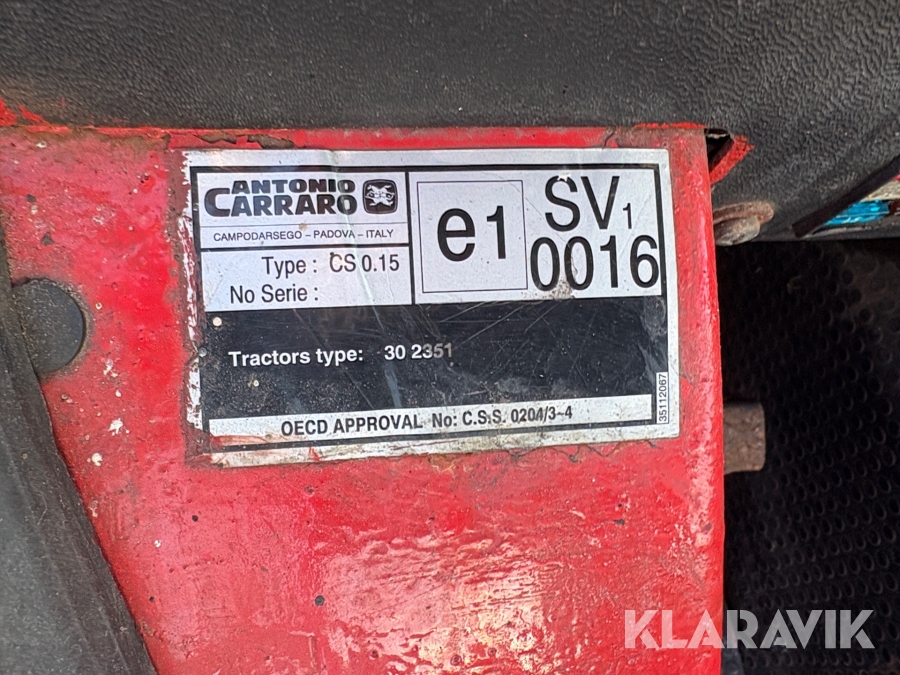 ANTONIO
CARRARO
CAMPODARSEGO – PADOVA – ITALY
Type : CS 0.15
No Serie :
e1
SV1
0016
Tractors type: 30 2351
35112067
OECD APPROVAL No: C.S.S. 0204/3–4
KLARAVIK